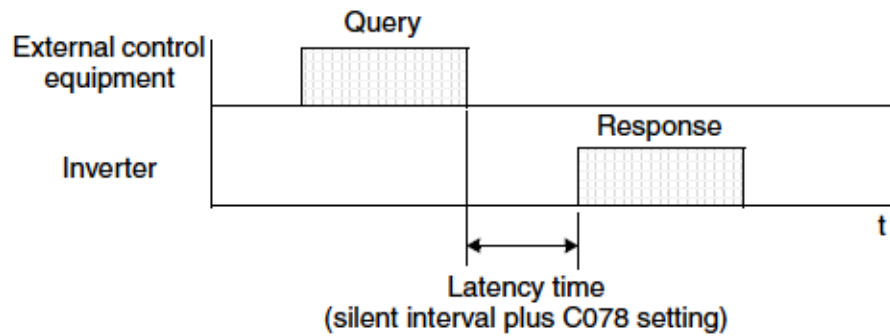 Query
External control
equipment
Response
Inverter
t
Latency time
(silent interval plus C078 setting)